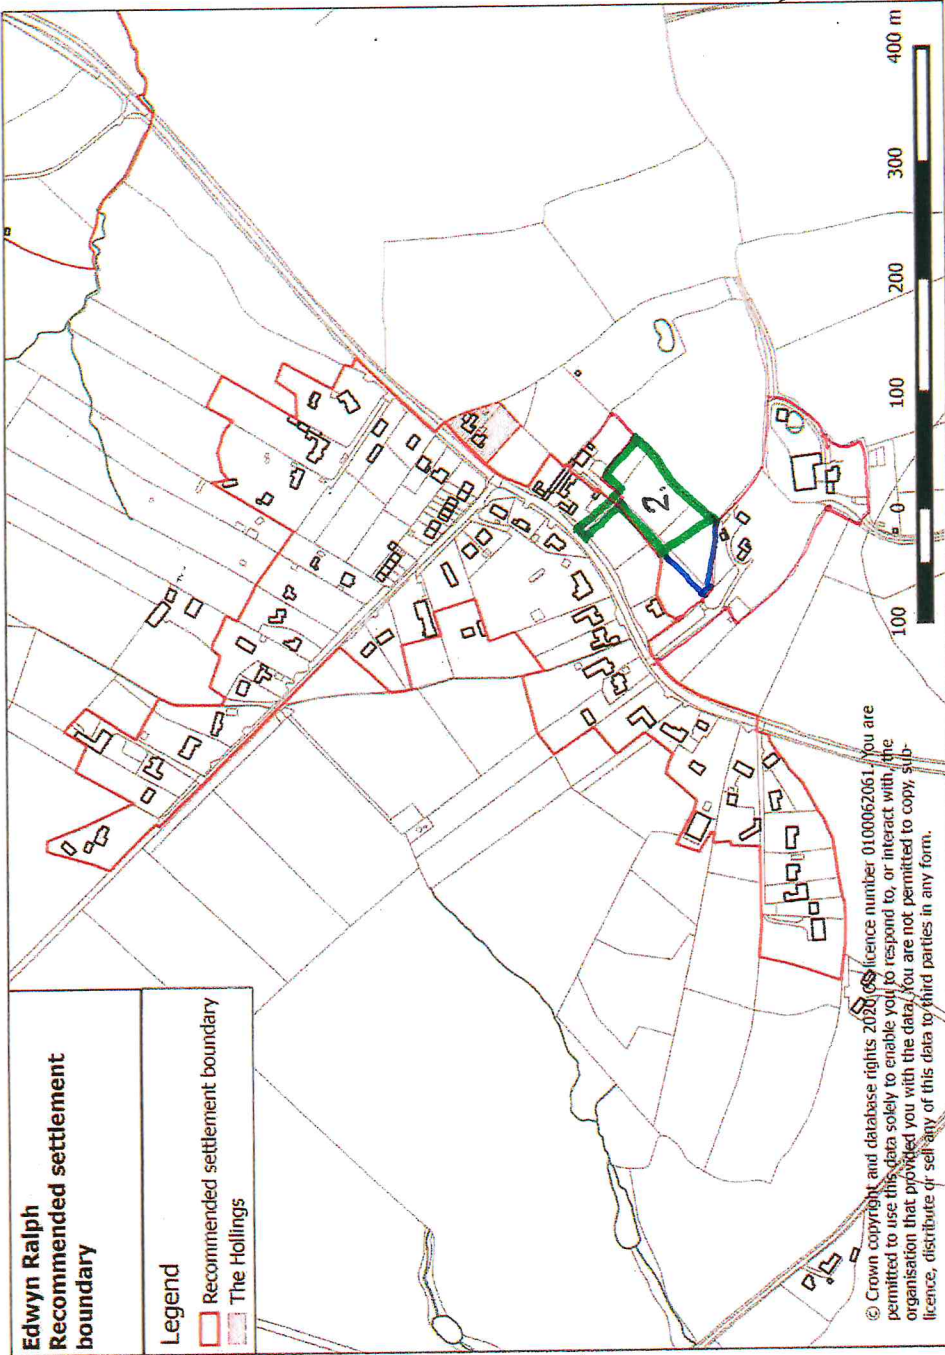 Edwyn Ralph
Recommended settlement
boundary
Legend
Recommended settlement boundary
The Hollings
2.
100 0 100 200 300 400 m
© Crown copyright and database rights 2020 licence number 0100062061. You are
permitted to use this data solely to enable you to respond to, or interact with, the
organisation that provided you with the data. You are not permitted to copy, sub-
licence, distribute or sell any of this data to third parties in any form.